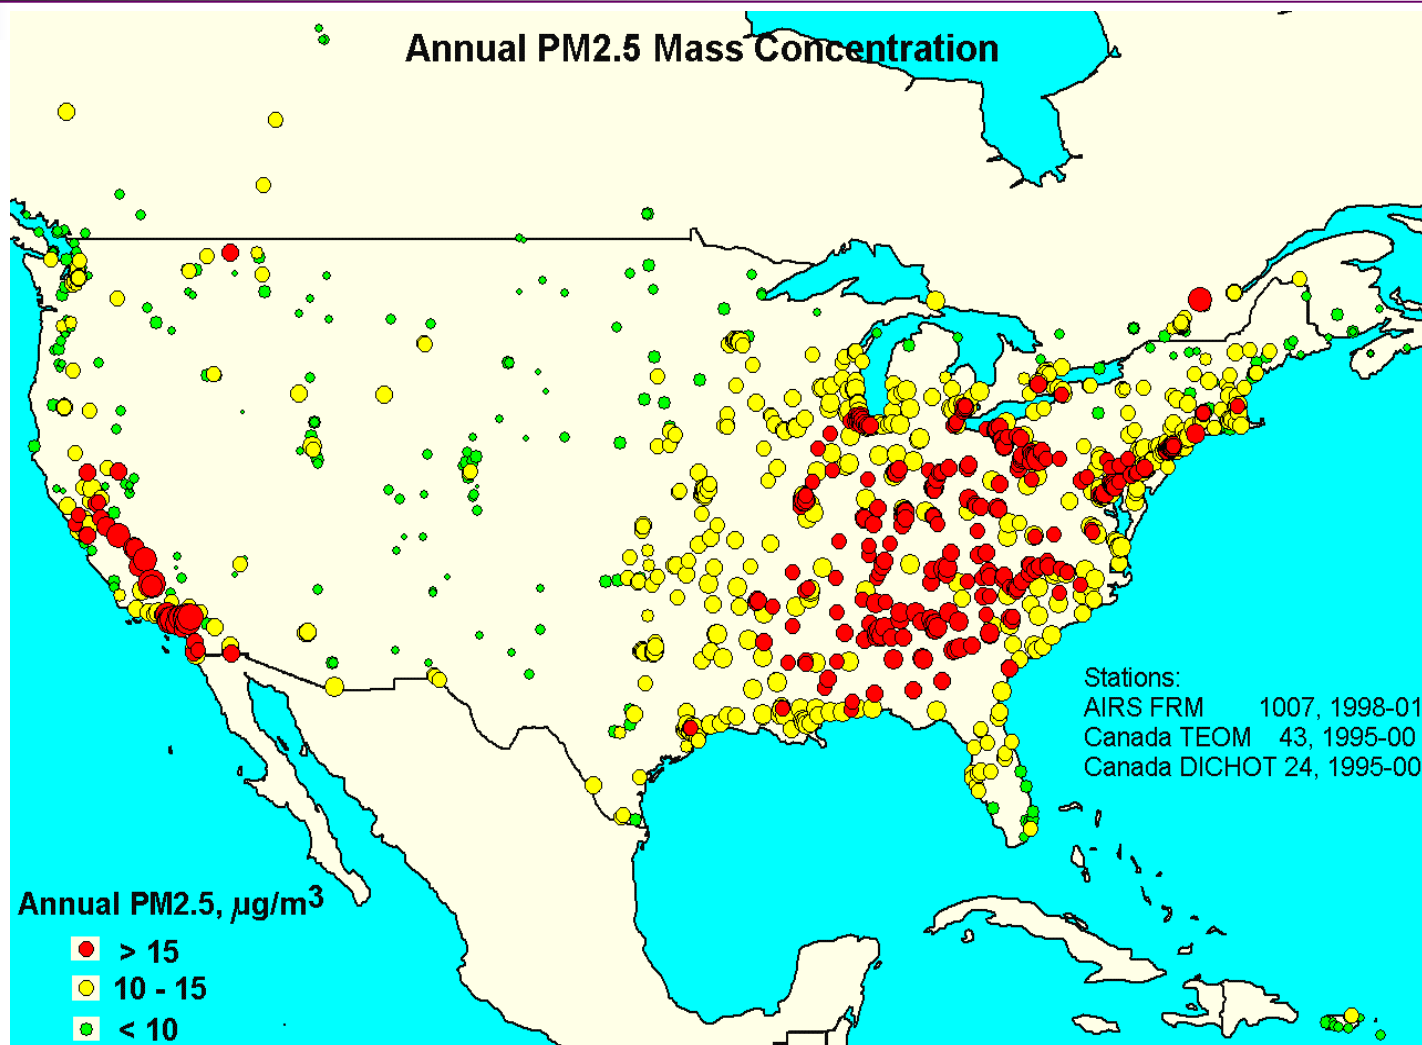 Annual PM2.5 Mass Concentration
Stations:
AIRS FRM 1007, 1998-01
Canada TEOM 43, 1995-00
Canada DICHOT 24, 1995-00
Annual PM2.5, µg/m³
> 15
10 - 15
< 10